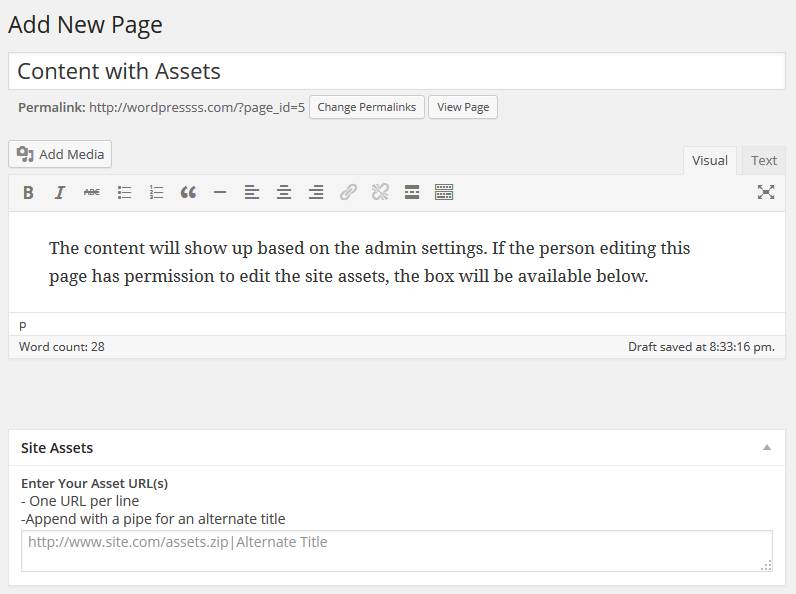 Add New Page
Content with Assets
Permalink: http://wordpressss.com/?page_id=5 Change Permalinks View Page
Add Media Visual Text
B I ABC
The content will show up based on the admin settings. If the person editing this
page has permission to edit the site assets, the box will be available below.
p
Word count: 28 Draft saved at 8:33:16 pm.
Site Assets
Enter Your Asset URL(s)
- One URL per line
-Append with a pipe for an alternate title
http://www.site.com/assets.zip|Alternate Title